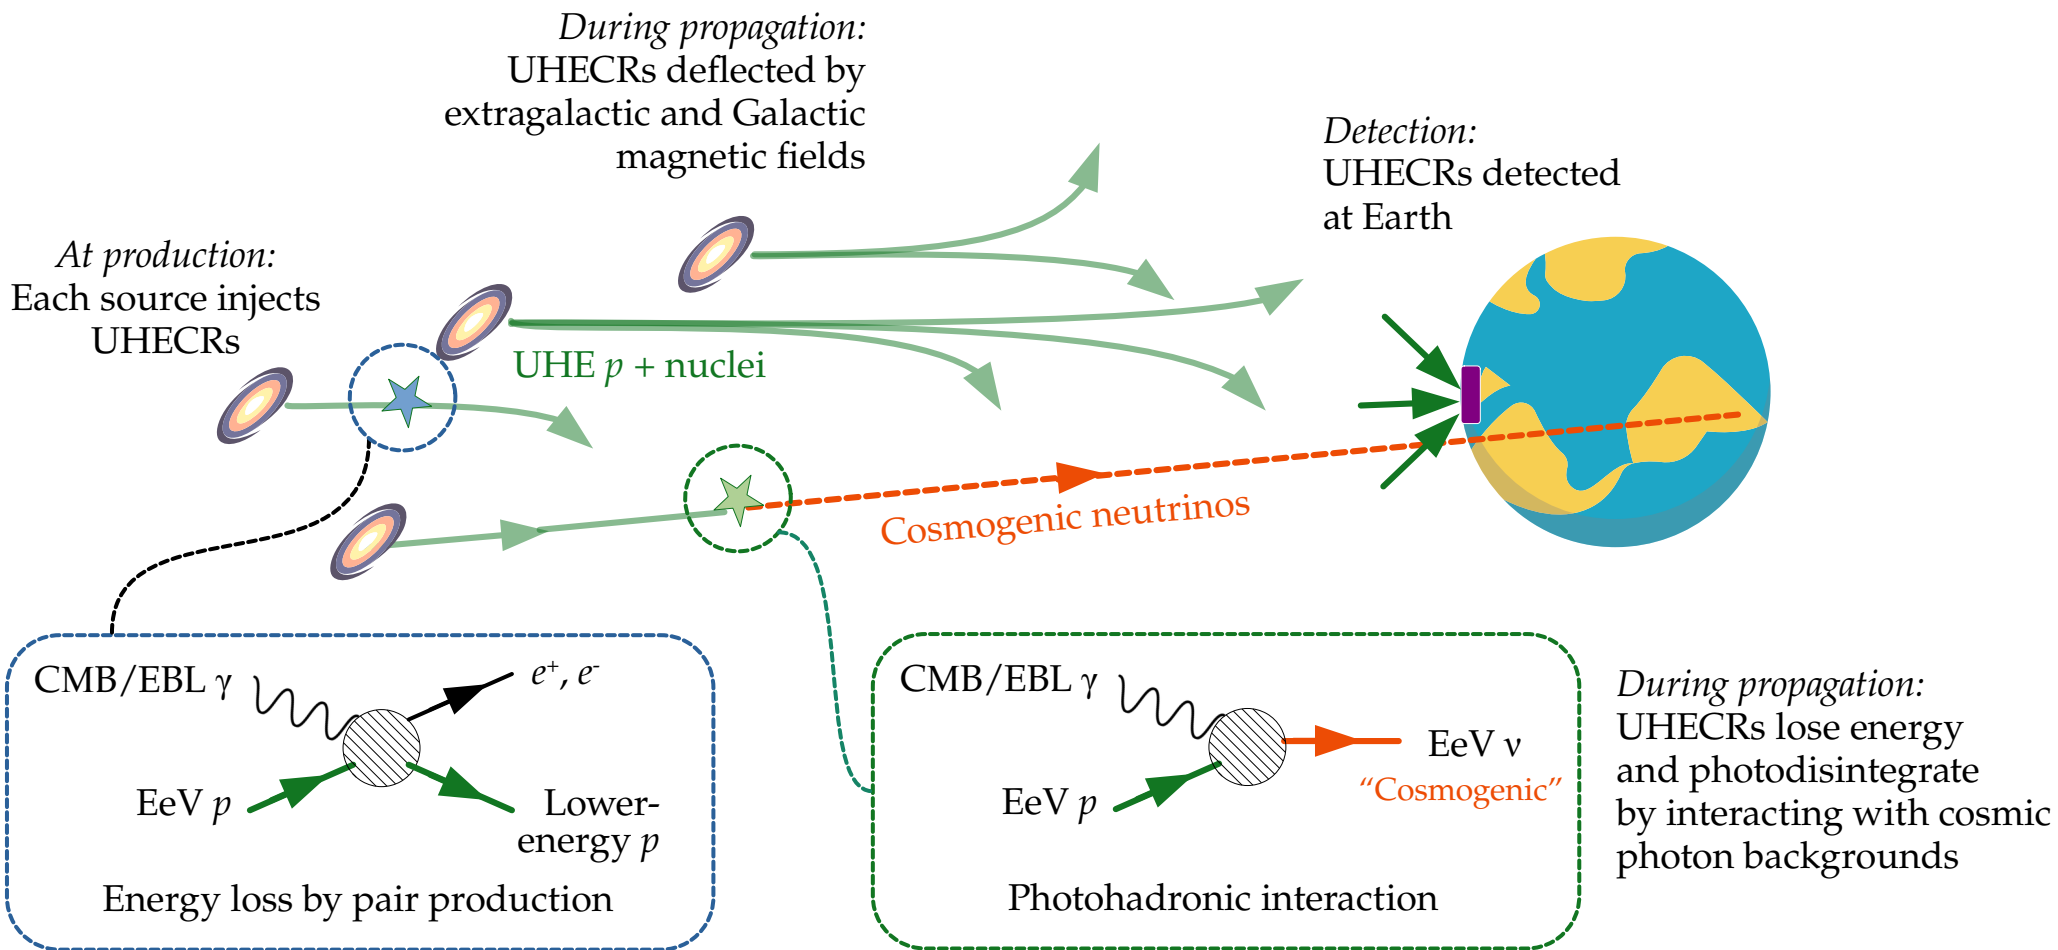 During propagation:
UHECRs deflected by
extragalactic and Galactic
magnetic fields
Detection:
UHECRs detected
at Earth
At production:
Each source injects
UHECRs
UHE p + nuclei
Cosmogenic neutrinos
CMB/EBL γ
e⁺, e⁻
EeV p
Lower-
energy p
Energy loss by pair production
CMB/EBL γ
EeV ν
“Cosmogenic”
EeV p
Photohadronic interaction
During propagation:
UHECRs lose energy
and photodisintegrate
by interacting with cosmic
photon backgrounds